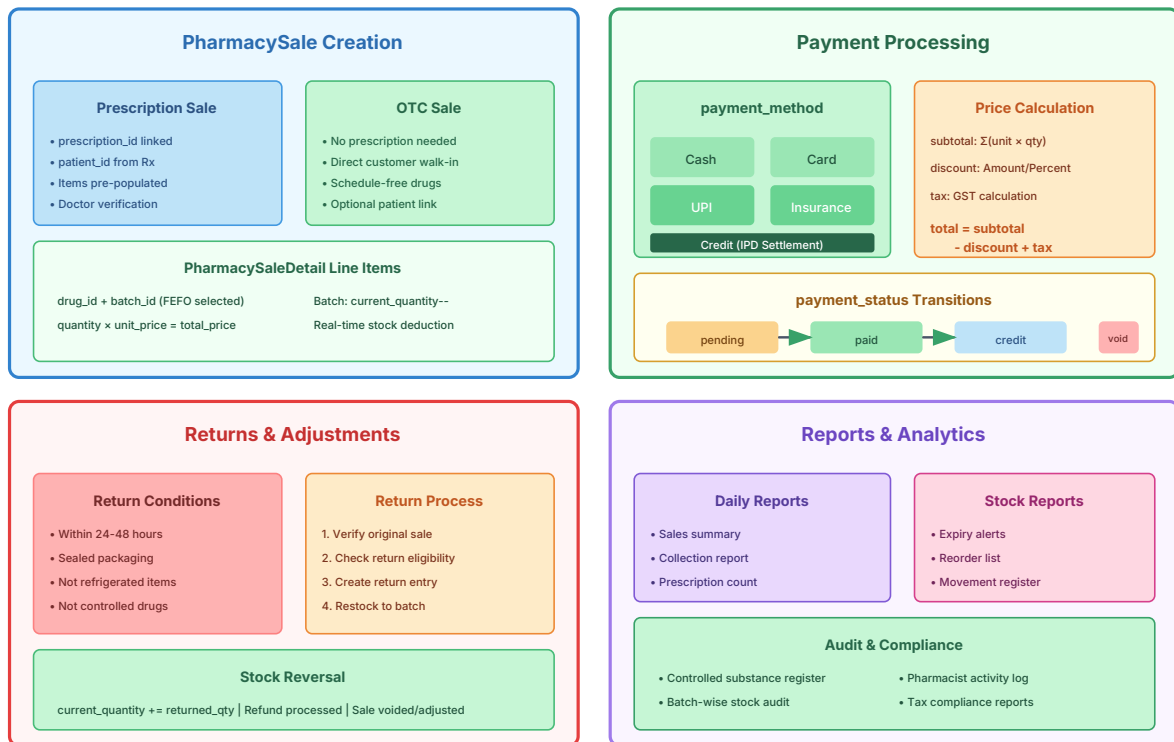 PharmacySale Creation
Prescription Sale
• prescription_id linked
• patient_id from Rx
• Items pre-populated
• Doctor verification
OTC Sale
• No prescription needed
• Direct customer walk-in
• Schedule-free drugs
• Optional patient link
PharmacySaleDetail Line Items
drug_id + batch_id (FEFO selected)
quantity × unit_price = total_price
Batch: current_quantity--
Real-time stock deduction
Payment Processing
payment_method
Cash
Card
UPI
Insurance
Credit (IPD Settlement)
Price Calculation
subtotal: Σ(unit × qty)
discount: Amount/Percent
tax: GST calculation
total = subtotal
- discount + tax
payment_status Transitions
pending
paid
credit
void
Returns & Adjustments
Return Conditions
• Within 24-48 hours
• Sealed packaging
• Not refrigerated items
• Not controlled drugs
Return Process
1. Verify original sale
2. Check return eligibility
3. Create return entry
4. Restock to batch
Stock Reversal
current_quantity += returned_qty | Refund processed | Sale voided/adjusted
Reports & Analytics
Daily Reports
• Sales summary
• Collection report
• Prescription count
Stock Reports
• Expiry alerts
• Reorder list
• Movement register
Audit & Compliance
• Controlled substance register
• Batch-wise stock audit
• Pharmacist activity log
• Tax compliance reports